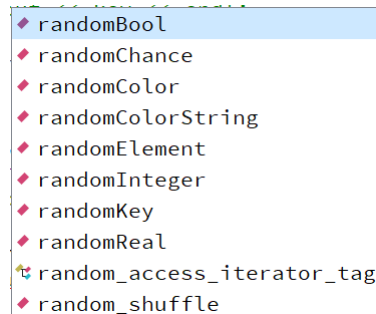 randomBool
randomChance
randomColor
randomColorString
randomElement
randomInteger
randomKey
randomReal
random_access_iterator_tag
random_shuffle